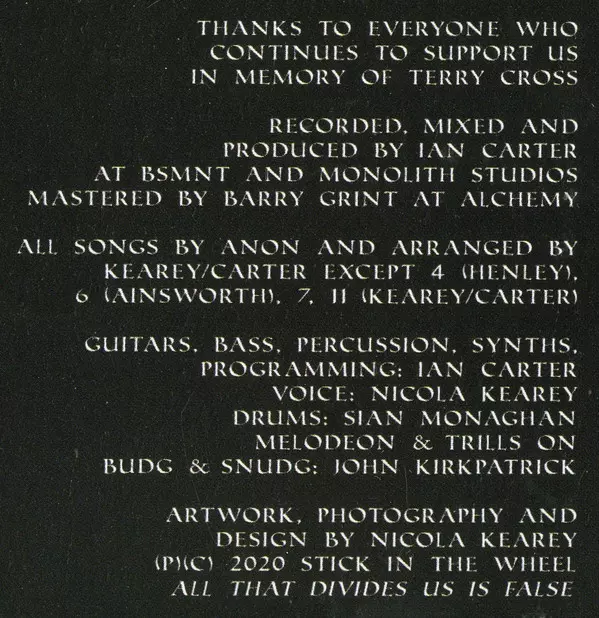 THANKS TO EVERYONE WHO
CONTINUES TO SUPPORT US
IN MEMORY OF TERRY CROSS
RECORDED, MIXED AND
PRODUCED BY IAN CARTER
AT BSMNT AND MONOLITH STUDIOS
MASTERED BY BARRY GRINT AT ALCHEMY
ALL SONGS BY ANON AND ARRANGED BY
KEAREY/CARTER EXCEPT 4 (HENLEY),
6 (AINSWORTH), 7, 11 (KEAREY/CARTER)
GUITARS, BASS, PERCUSSION, SYNTHS,
PROGRAMMING: IAN CARTER
VOICE: NICOLA KEAREY
DRUMS: SIAN MONAGHAN
MELODEON & TRILLS ON
BUDG & SNUDG: JOHN KIRKPATRICK
ARTWORK, PHOTOGRAPHY AND
DESIGN BY NICOLA KEAREY
(P)(C) 2020 STICK IN THE WHEEL
ALL THAT DIVIDES US IS FALSE